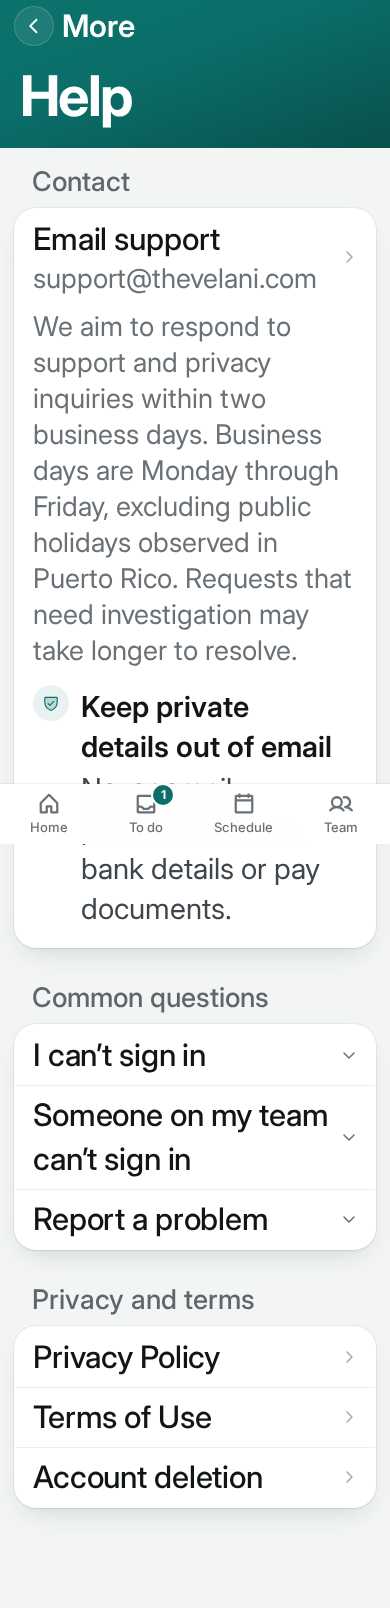 More
Help
Contact
Email support
support@thevelani.com
We aim to respond to
support and privacy
inquiries within two
business days. Business
days are Monday through
Friday, excluding public
holidays observed in
Puerto Rico. Requests that
need investigation may
take longer to resolve.
Keep private
details out of email
1
Home
To do
Schedule
Team
bank details or pay
documents.
Common questions
I can’t sign in
Someone on my team
can’t sign in
Report a problem
Privacy and terms
Privacy Policy
Terms of Use
Account deletion